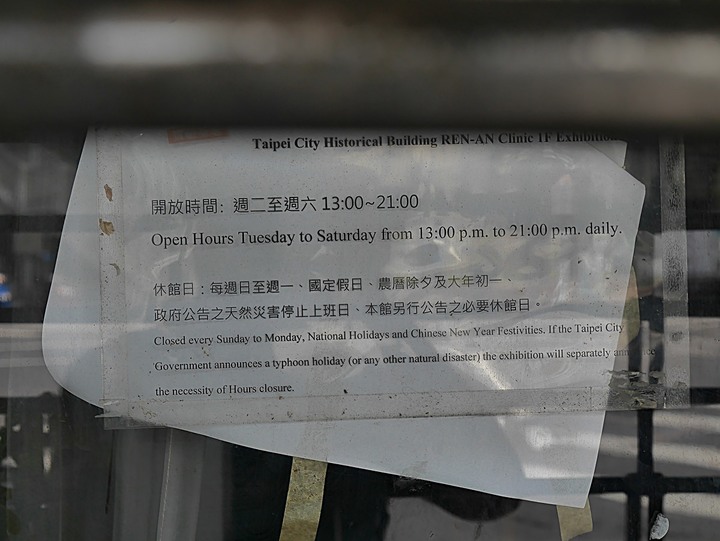 Taipei City Historical Building REN-AN Clinic 1F
開放時間: 週二至週六 13:00~21:00
Open Hours Tuesday to Saturday from 13:00 p.m. to 21:00 p.m. daily.
休館日：每週日至週一、國定假日、農曆除夕及大年初一、
政府公告之天然災害停止上班日、本館另行公告之必要休館日。
Closed every Sunday to Monday, National Holidays and Chinese New Year Festivities. If the Taipei City
Government announces a typhoon holiday (or any other natural disaster) the exhibition will separately announce
the necessity of Hours closure.